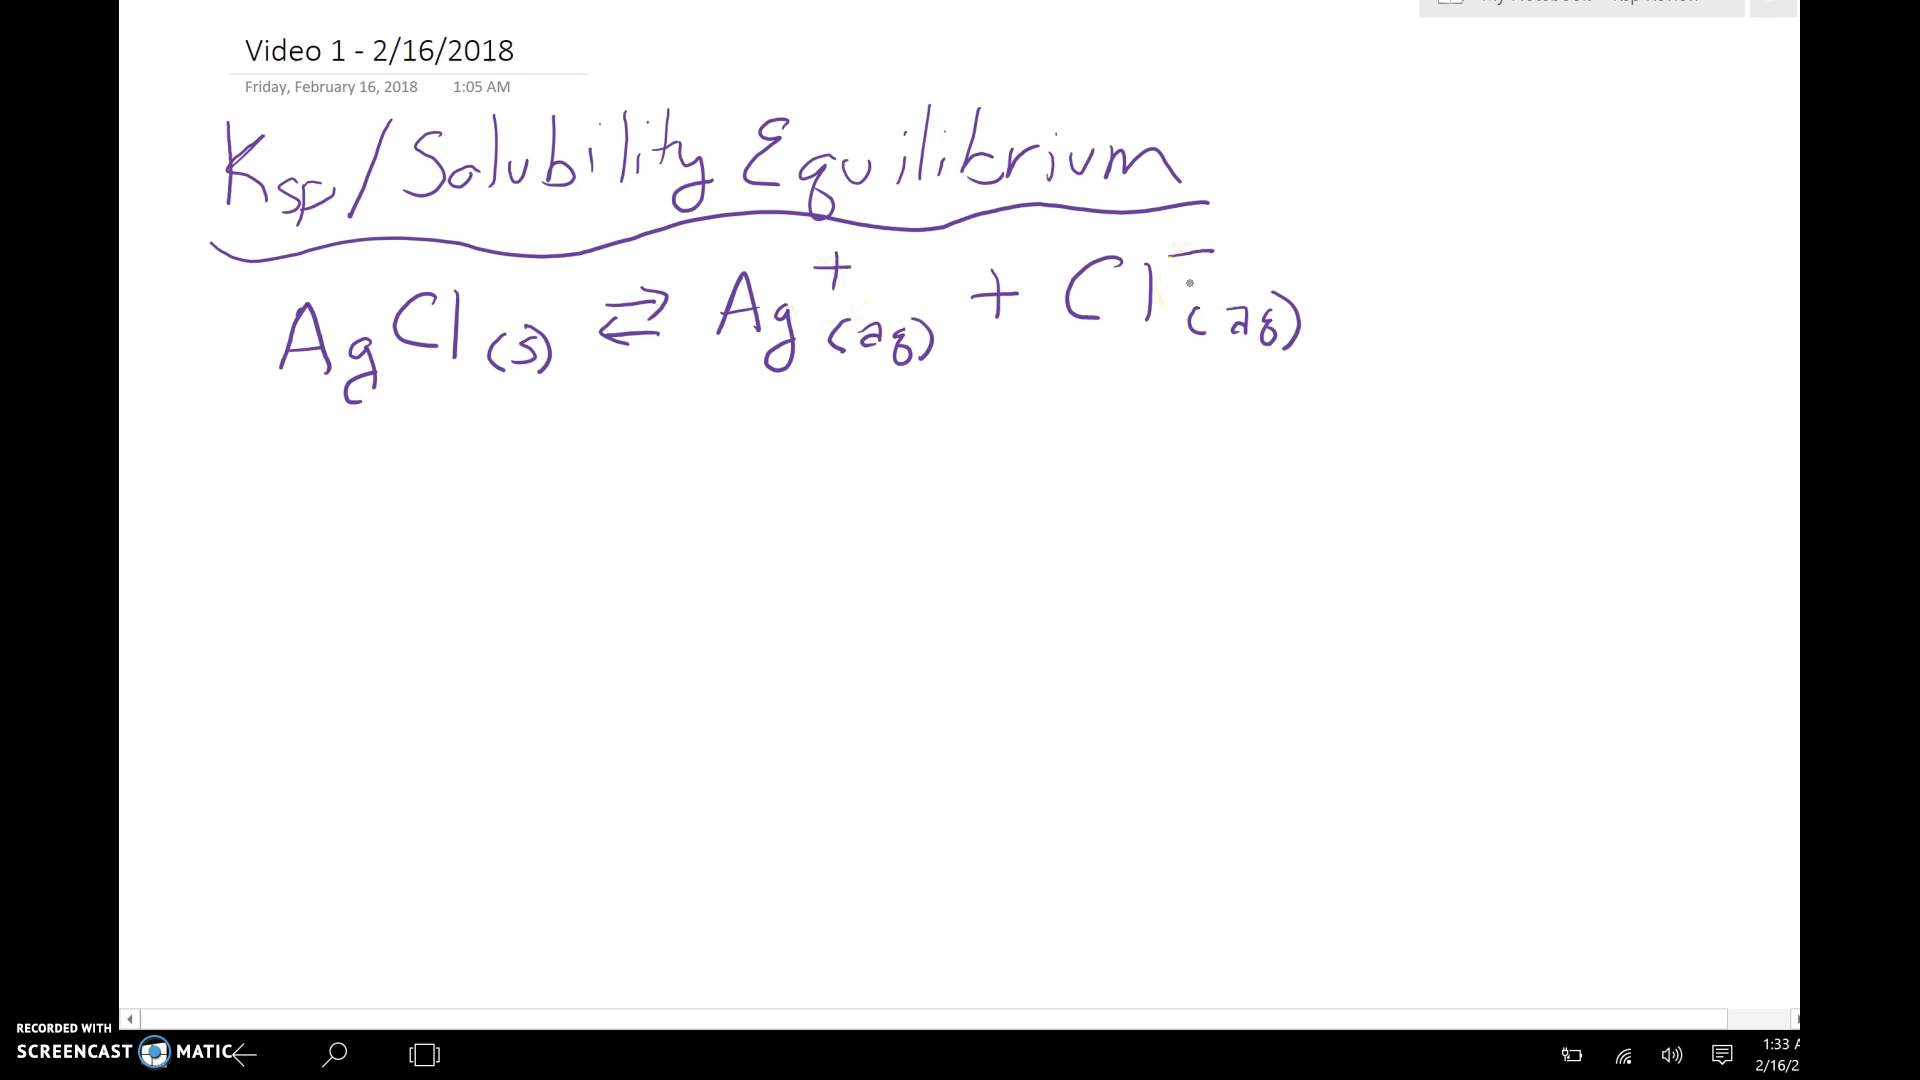 Video 1 - 2/16/2018
Friday, February 16, 2018 1:05 AM
Ksp/Solubility Equilibrium
AgCl(s) ⇄ Ag+(aq) + Cl-(aq)
RECORDED WITH
SCREENCAST MATIC
1:33 A
2/16/2